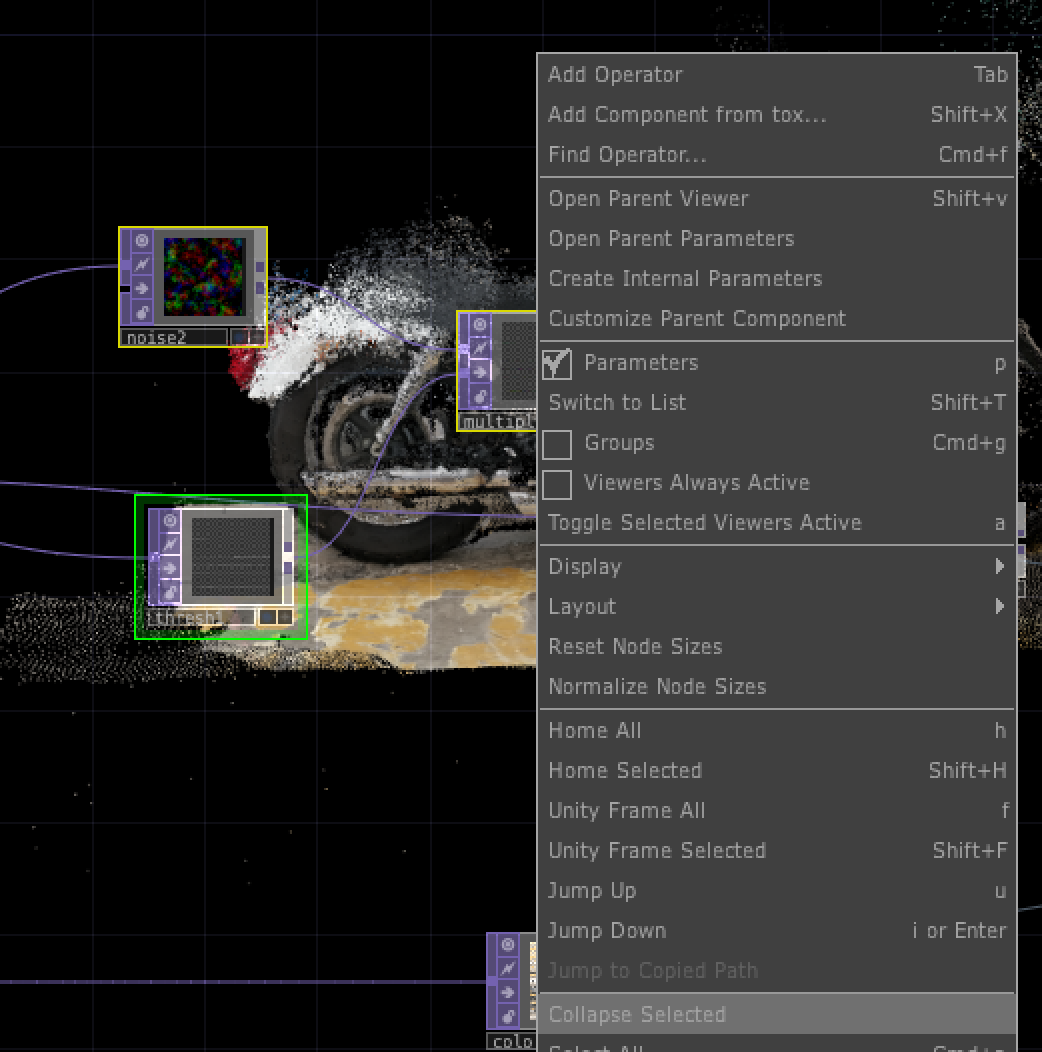 Add Operator Tab
Add Component from tox... Shift+X
Find Operator... Cmd+f
Open Parent Viewer Shift+v
Open Parent Parameters
Create Internal Parameters
Customize Parent Component
noise2
Parameters p
Switch to List Shift+T
multipl
Groups Cmd+g
Viewers Always Active
Toggle Selected Viewers Active a
Display
Layout
thresh1
Reset Node Sizes
Normalize Node Sizes
Home All h
Home Selected Shift+H
Unity Frame All f
Unity Frame Selected Shift+F
Jump Up u
Jump Down i or Enter
Jump to Copied Path
Collapse Selected
colo
Select All